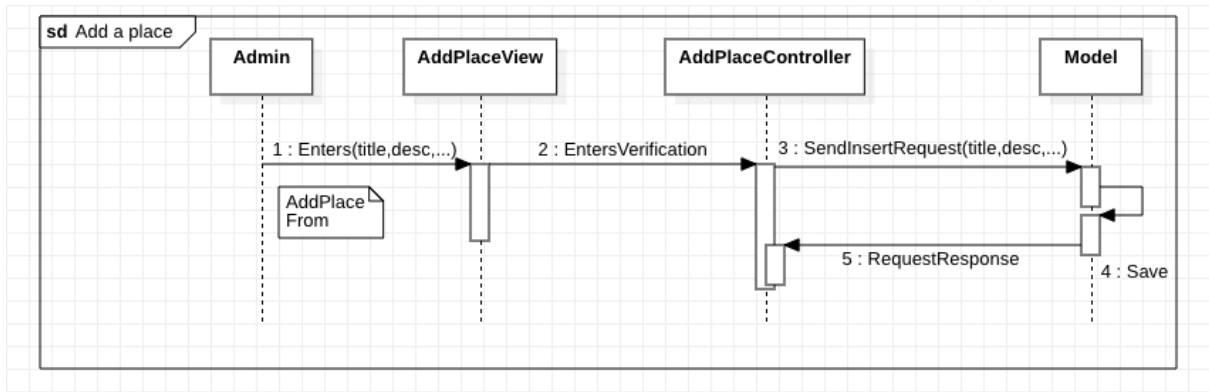 sd Add a place
Admin
AddPlaceView
AddPlaceController
Model
1 : Enters(title,desc,...)
2 : EntersVerification
3 : SendInsertRequest(title,desc,...)
AddPlace
From
5 : RequestResponse
4 : Save